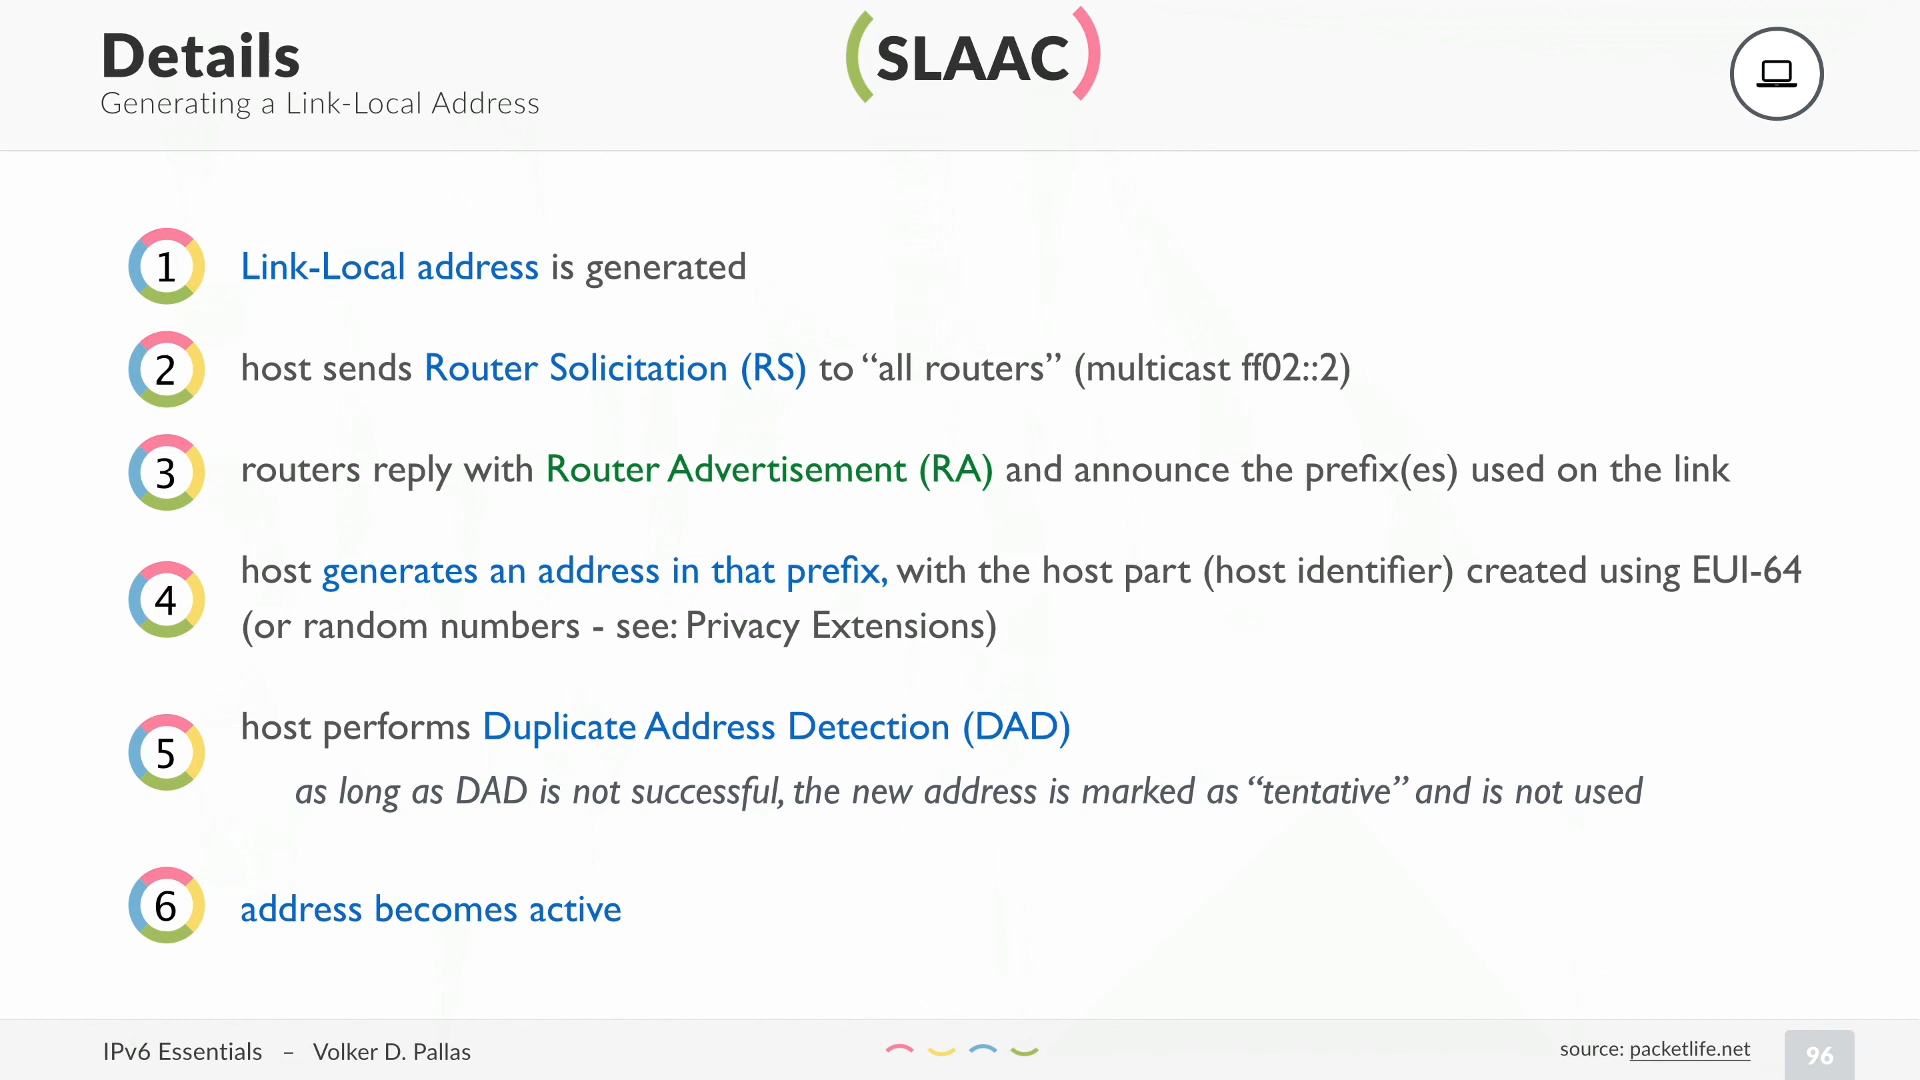 Details
Generating a Link-Local Address
(SLAAC)
1
Link-Local address is generated
2
host sends Router Solicitation (RS) to “all routers” (multicast ff02::2)
3
routers reply with Router Advertisement (RA) and announce the prefix(es) used on the link
4
host generates an address in that prefix, with the host part (host identifier) created using EUI-64
(or random numbers - see: Privacy Extensions)
5
host performs Duplicate Address Detection (DAD)
as long as DAD is not successful, the new address is marked as “tentative” and is not used
6
address becomes active
IPv6 Essentials – Volker D. Pallas
source: packetlife.net
96